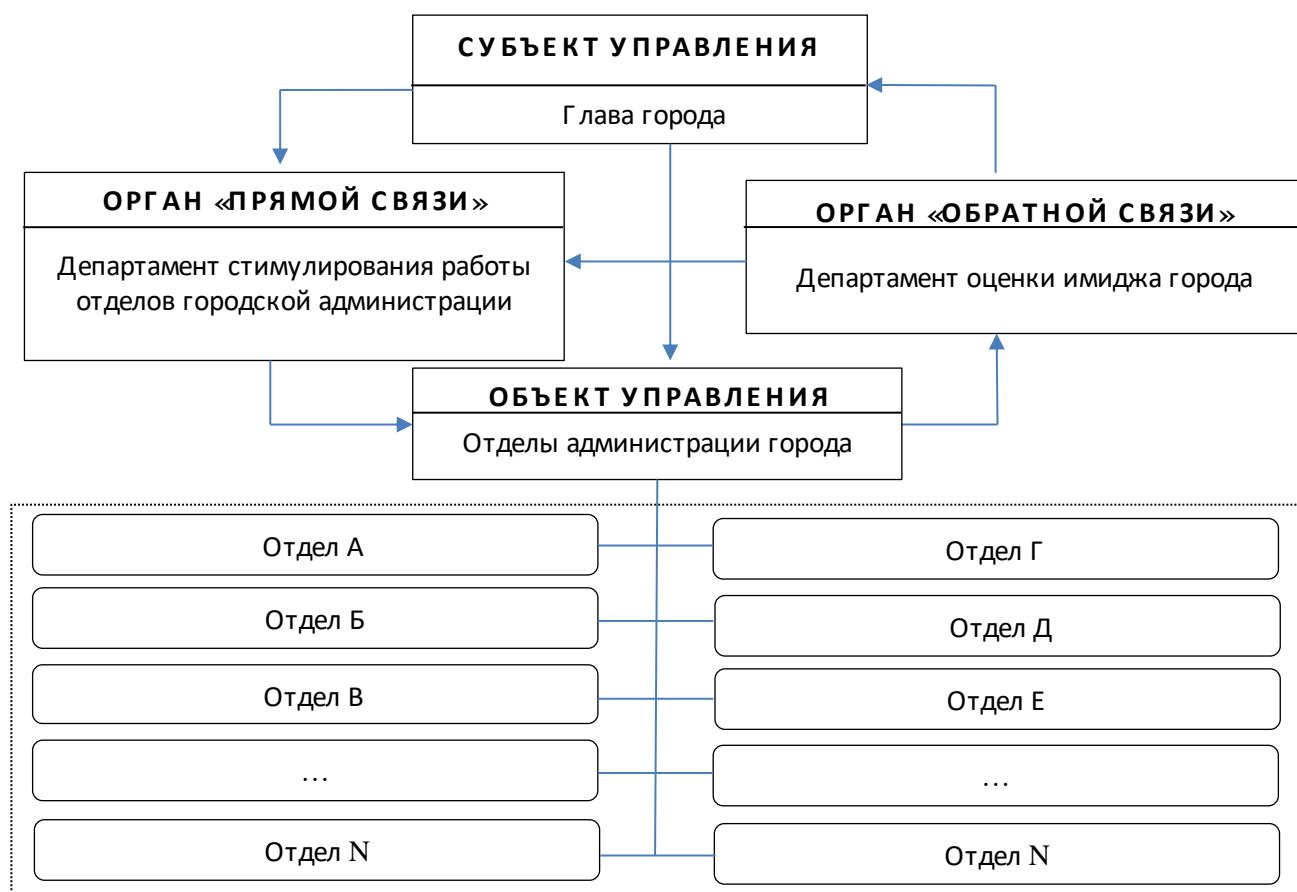 СУБЪЕКТ УПРАВЛЕНИЯ
Глава города
ОРГАН «ПРЯМОЙ СВЯЗИ»
Департамент стимулирования работы
отделов городской администрации
ОРГАН «ОБРАТНОЙ СВЯЗИ»
Департамент оценки имиджа города
ОБЪЕКТ УПРАВЛЕНИЯ
Отделы администрации города
Отдел А
Отдел Г
Отдел Б
Отдел Д
Отдел В
Отдел Е
…
…
Отдел N
Отдел N